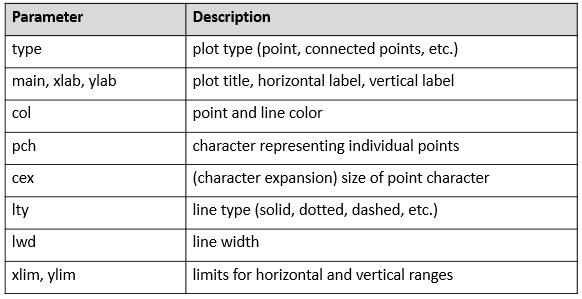 Parameter Description
type plot type (point, connected points, etc.)
main, xlab, ylab plot title, horizontal label, vertical label
col point and line color
pch character representing individual points
cex (character expansion) size of point character
lty line type (solid, dotted, dashed, etc.)
lwd line width
xlim, ylim limits for horizontal and vertical ranges